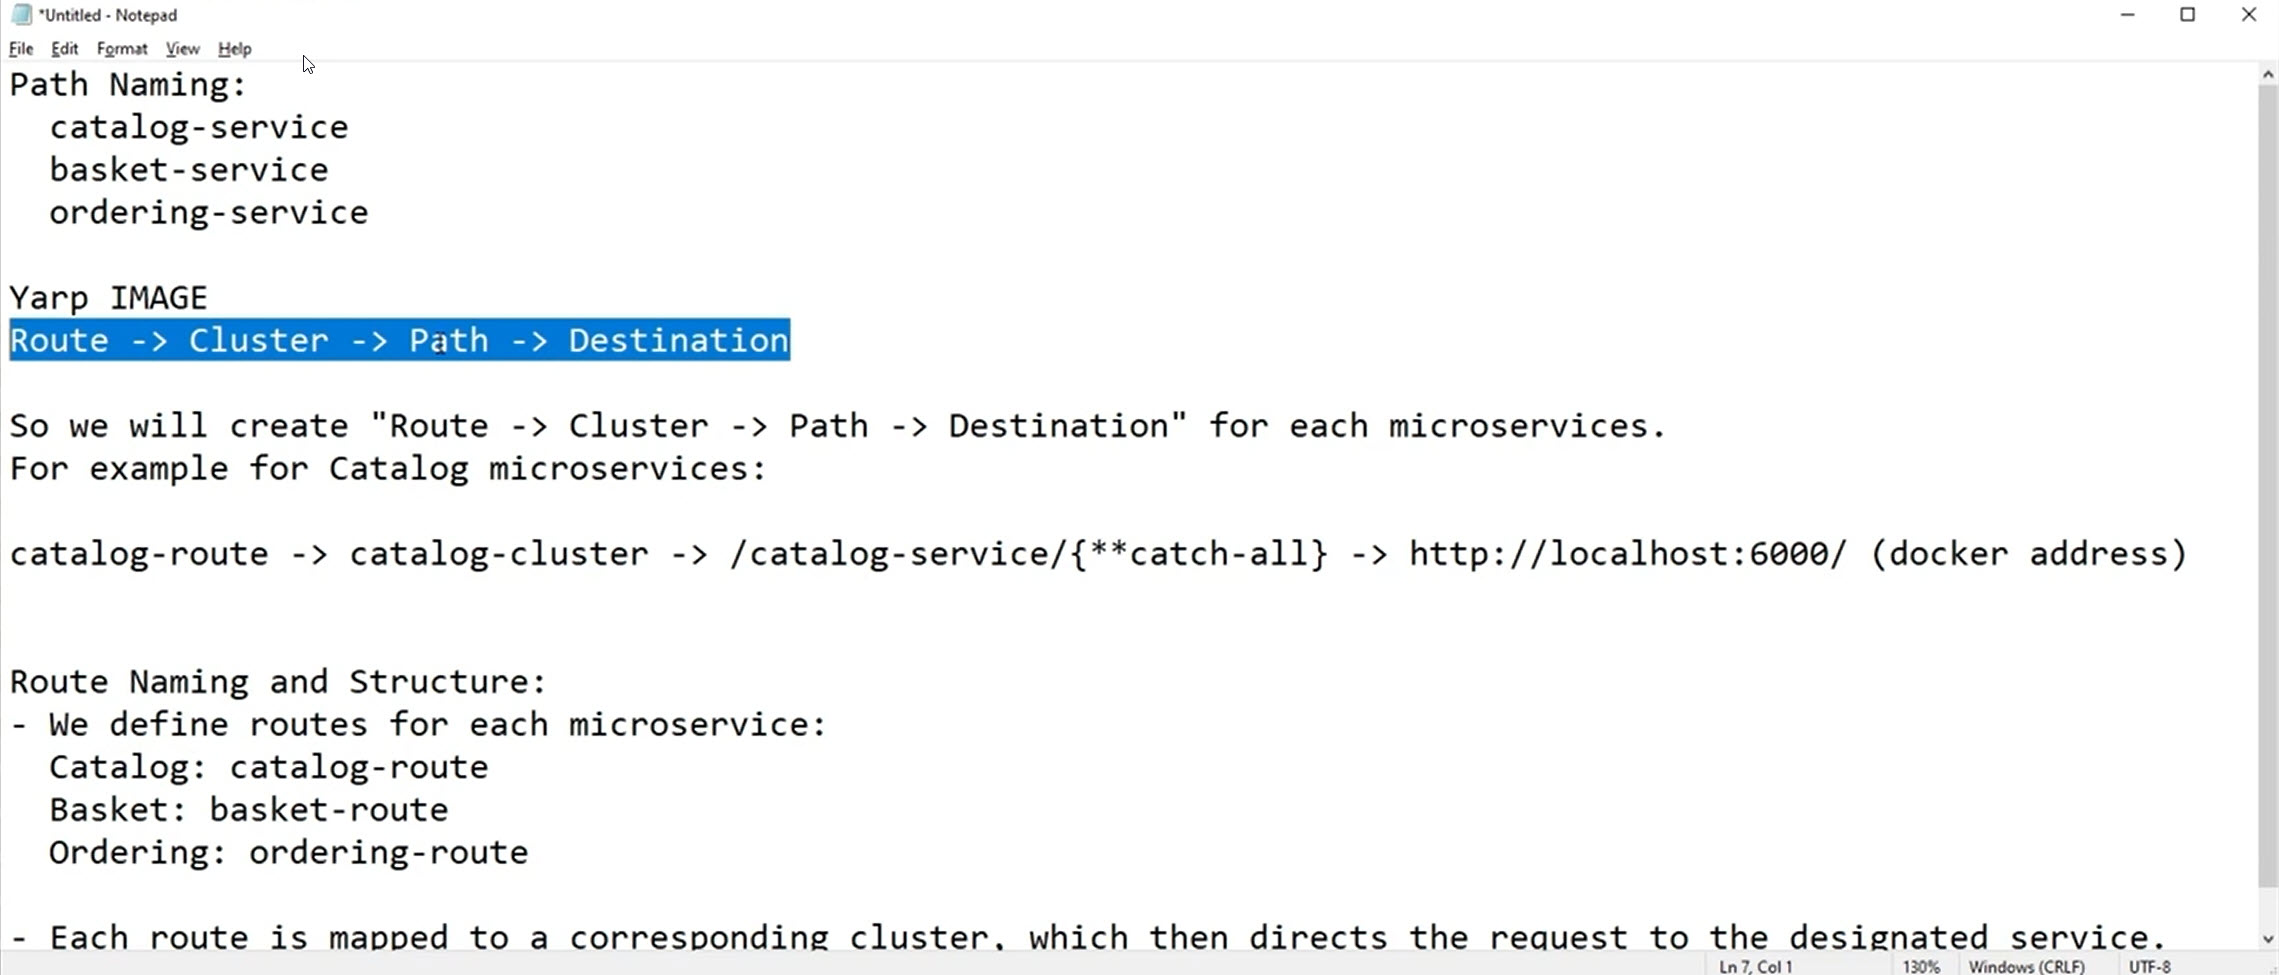 *Untitled - Notepad
File Edit Format View Help
Path Naming:
catalog-service
basket-service
ordering-service
Yarp IMAGE
Route -> Cluster -> Path -> Destination
So we will create "Route -> Cluster -> Path -> Destination" for each microservices.
For example for Catalog microservices:
catalog-route -> catalog-cluster -> /catalog-service/{**catch-all} -> http://localhost:6000/ (docker address)
Route Naming and Structure:
- We define routes for each microservice:
Catalog: catalog-route
Basket: basket-route
Ordering: ordering-route
- Each route is mapped to a corresponding cluster, which then directs the request to the designated service.
Ln 7, Col 1 130% Windows (CRLF) UTF-8